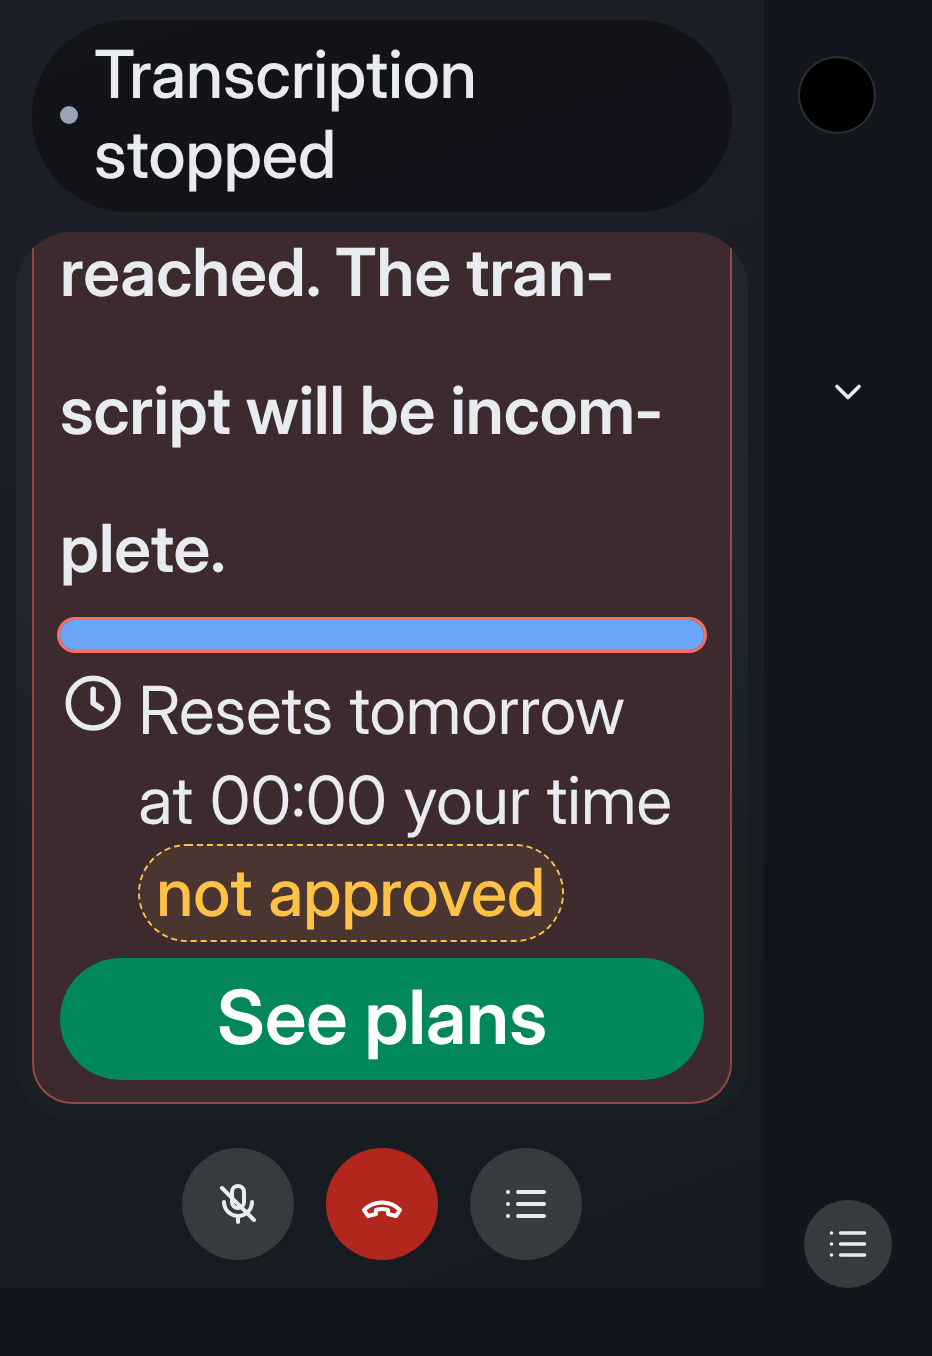 Transcription
stopped
reached. The tran-
script will be incom-
plete.
Resets tomorrow
at 00:00 your time
not approved
See plans